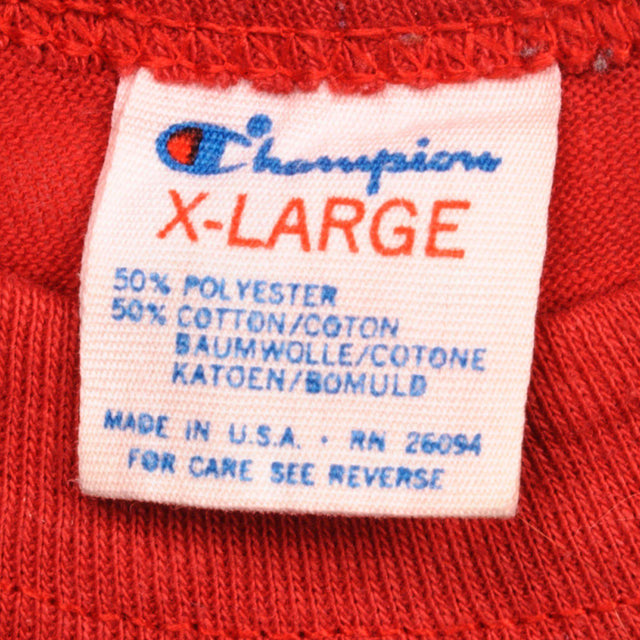 Champion
X-LARGE
50% POLYESTER
50% COTTON/COTON
BAUMWOLLE/COTONE
KATOEN/BOMULD
MADE IN U.S.A. · RN 26094
FOR CARE SEE REVERSE